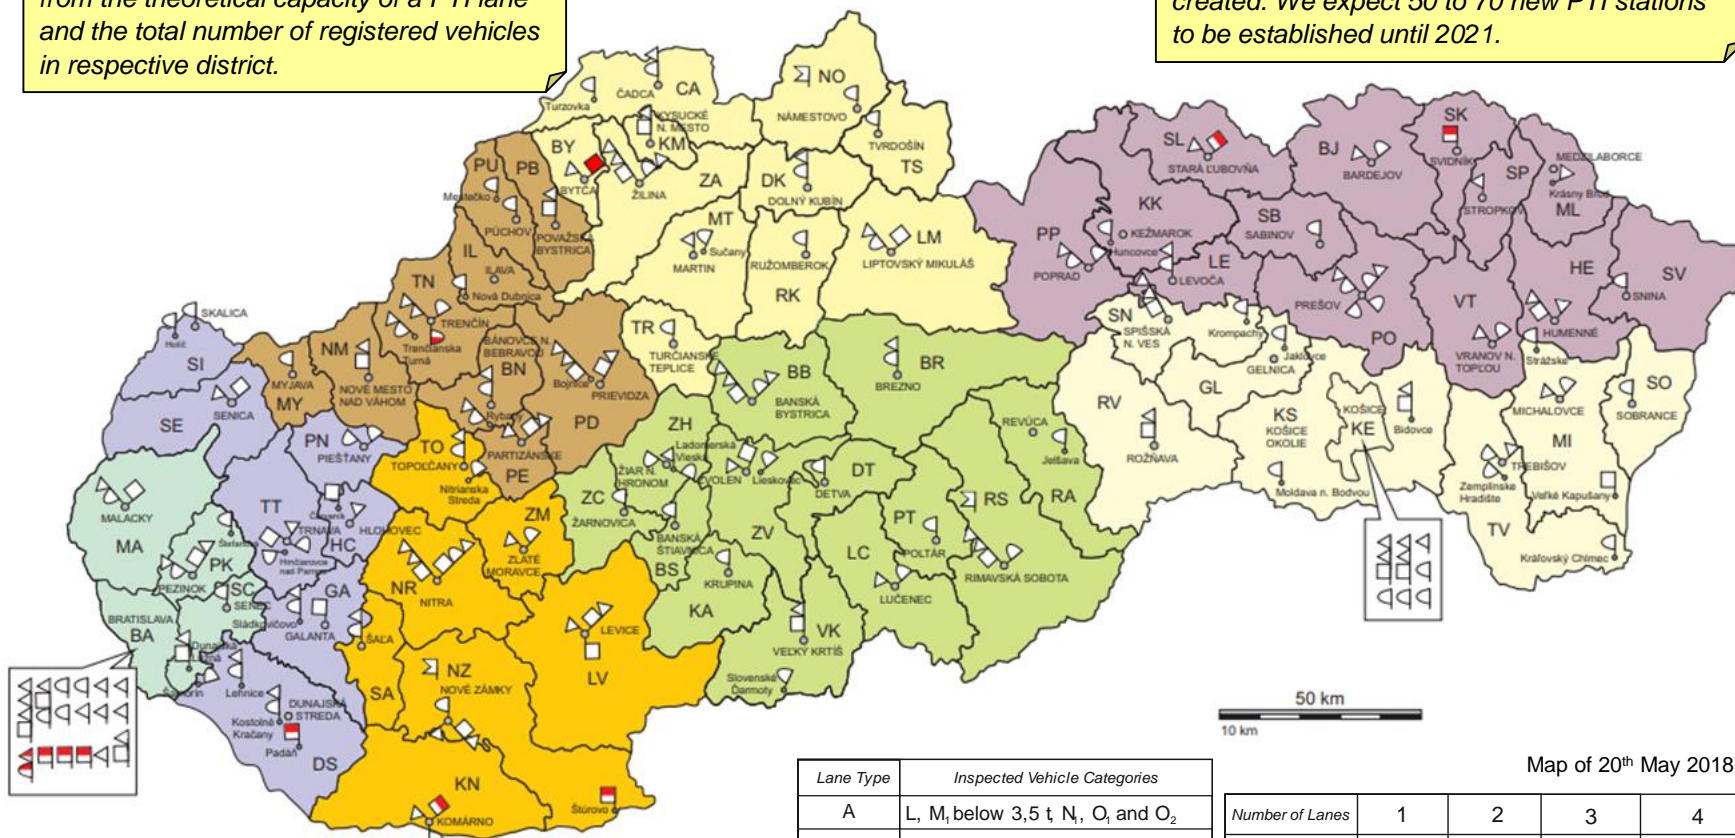 from the theoretical capacity of a PTI lane
and the total number of registered vehicles
in respective district.
created. We expect 50 to 70 new PTI stations
to be established until 2021.
NO
CA
ČADCA
Turzovka
NÁMESTOVO
KYSUCKÉ
N. MESTO
KM
BY
BYTČA
ŽILINA
ZA
TVRDOŠÍN
TS
DK
DOLNÝ KUBÍN
PU
PB
Mestečko
PÚCHOV
POVAŽSKÁ
BYSTRICA
MT
Sučany
MARTIN
RUŽOMBEROK
RK
LM
LIPTOVSKÝ MIKULÁŠ
IL
ILAVA
Nová Dubnica
TN
TRENČÍN
Trenčianska
Turná
TR
TURČIANSKE
TEPLICE
SL
STARÁ ĽUBOVŇA
BJ
BARDEJOV
SK
SVIDNÍK
SP
STROPKOV
MEDZILABORCE
Krásny Brod
ML
KK
KEŽMAROK
Huncovce
SB
SABINOV
PP
POPRAD
LE
LEVOČA
PREŠOV
PO
VT
VRANOV N.
TOPĽOU
HE
HUMENNÉ
SV
SNINA
SN
SPIŠSKÁ
N. VES
Krompachy
Jaklovce
GELNICA
GL
Strážske
SKALICA
Holíč
SI
SENICA
SE
MYJAVA
MY
NM
NOVÉ MESTO
NAD VÁHOM
BÁNOVCE N.
BEBRAVOU
BN
Rybany
Bojnice
PRIEVIDZA
PD
PARTIZÁNSKE
PE
BB
BANSKÁ
BYSTRICA
BR
BREZNO
RV
ROŽŇAVA
KS
KOŠICE
OKOLIE
KOŠICE
KE
Bidovce
Moldava n. Bodvou
MICHALOVCE
MI
SO
SOBRANCE
TREBIŠOV
Zemplínske
Hradište
Veľké Kapušany
TV
Kráľovský Chlmec
PN
PIEŠŤANY
TO
TOPOĽČANY
Nitrianska
Streda
ZH
Ladomerská
Vieska
ŽIAR N.
HRONOM
ZVOLEN
Lieskovec
DT
DETVA
REVÚCA
Jelšava
RA
RS
RIMAVSKÁ SOBOTA
ZC
ŽARNOVICA
BANSKÁ
ŠTIAVNICA
BS
ZV
PT
POLTÁR
LC
LUČENEC
KRUPINA
KA
VK
VEĽKÝ KRTÍŠ
Slovenské
Ďarmoty
MALACKY
MA
TT
TRNAVA
Hrnčiarovce
nad Parnou
HLOHOVEC
HC
PK
PEZINOK
SC
SENEC
BRATISLAVA
BA
Dunajská
GA
Sládkovičovo
GALANTA
ŠAĽA
SA
NR
NITRA
ZM
ZLATÉ
MORAVCE
LEVICE
LV
NZ
NOVÉ ZÁMKY
Šamorín
Lehnice
Kostolné
Kračany
DUNAJSKÁ
STREDA
Padáň
DS
KN
KOMÁRNO
Štúrovo
50 km
10 km
Map of 20th May 2018
Lane Type Inspected Vehicle Categories
A L, M1 below 3,5 t, N1, O1 and O2
Number of Lanes 1 2 3 4